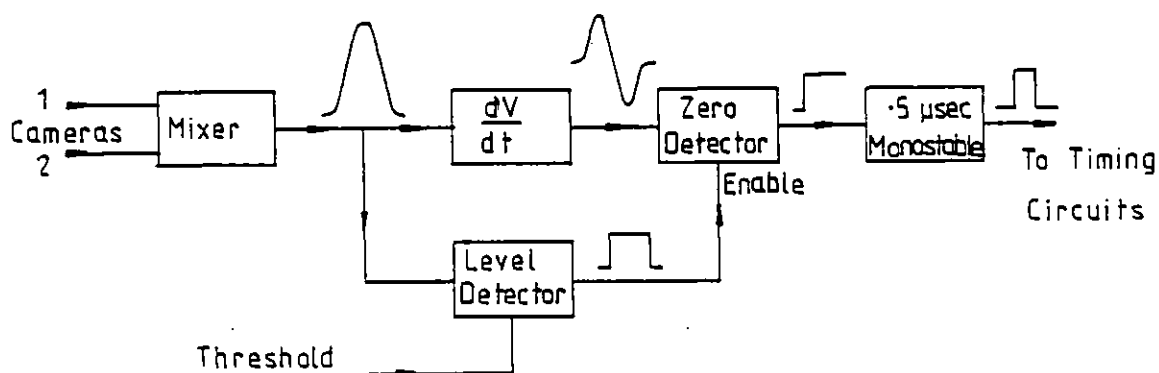 1
Cameras
2
Mixer
dV
dt
Zero
Detector
Enable
·5 μsec
Monostable
To Timing
Circuits
Level
Detector
Threshold